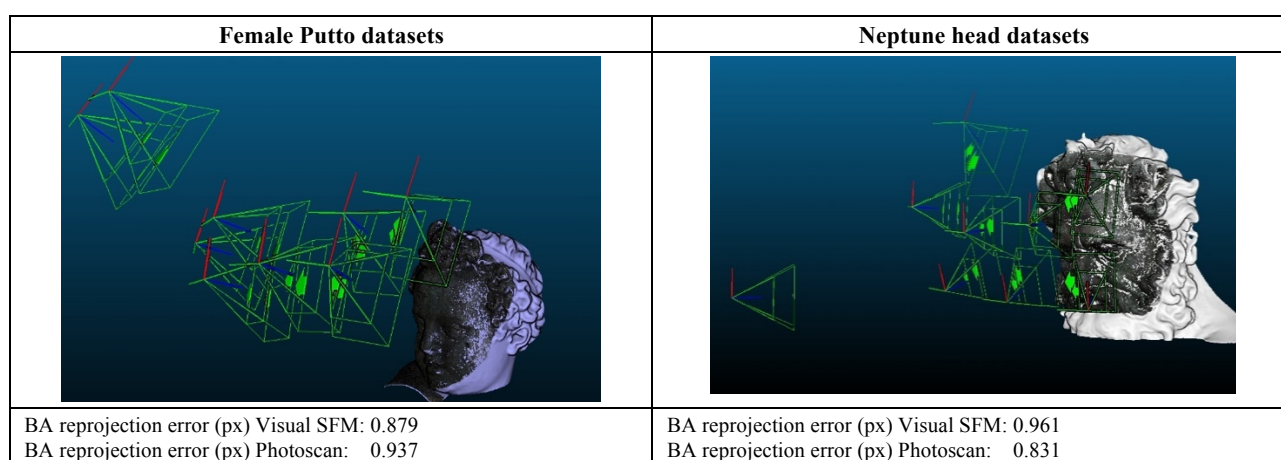 Female Putto datasets
Neptune head datasets
BA reprojection error (px) Visual SFM: 0.879
BA reprojection error (px) Photoscan: 0.937
BA reprojection error (px) Visual SFM: 0.961
BA reprojection error (px) Photoscan: 0.831